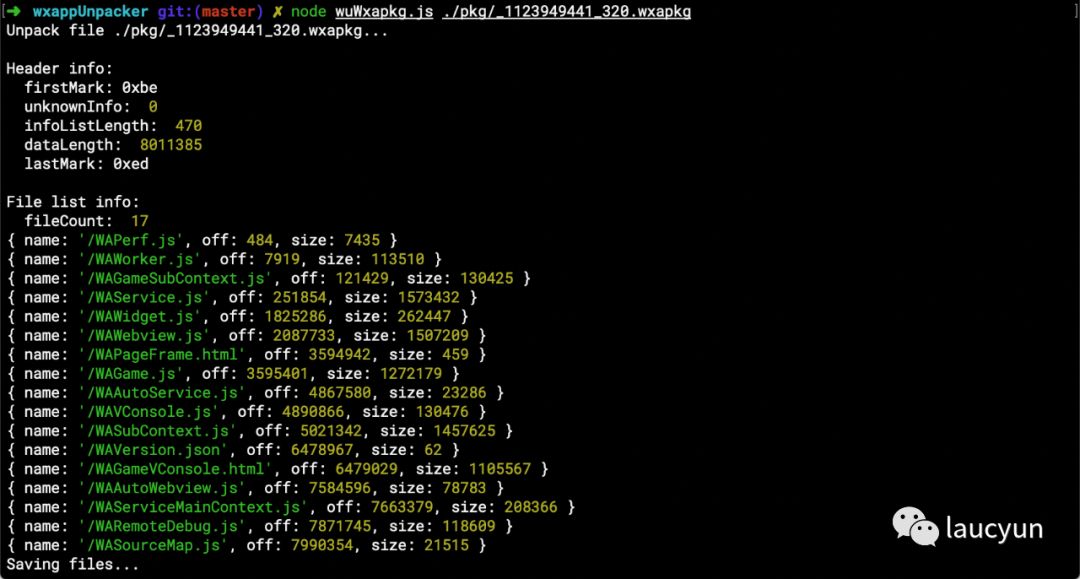 [➜ wxappUnpacker git:(master) ✗ node wuWxapkg.js ./pkg/_1123949441_320.wxapkg ]
Unpack file ./pkg/_1123949441_320.wxapkg...
Header info:
firstMark: 0xbe
unknownInfo: 0
infoListLength: 470
dataLength: 8011385
lastMark: 0xed
File list info:
fileCount: 17
{ name: '/WAPerf.js', off: 484, size: 7435 }
{ name: '/WAWorker.js', off: 7919, size: 113510 }
{ name: '/WAGameSubContext.js', off: 121429, size: 130425 }
{ name: '/WAService.js', off: 251854, size: 1573432 }
{ name: '/WAWidget.js', off: 1825286, size: 262447 }
{ name: '/WAWebview.js', off: 2087733, size: 1507209 }
{ name: '/WAPageFrame.html', off: 3594942, size: 459 }
{ name: '/WAGame.js', off: 3595401, size: 1272179 }
{ name: '/WAAutoService.js', off: 4867580, size: 23286 }
{ name: '/WAVConsole.js', off: 4890866, size: 130476 }
{ name: '/WASubContext.js', off: 5021342, size: 1457625 }
{ name: '/WAVersion.json', off: 6478967, size: 62 }
{ name: '/WAGameVConsole.html', off: 6479029, size: 1105567 }
{ name: '/WAAutoWebview.js', off: 7584596, size: 78783 }
{ name: '/WAServiceMainContext.js', off: 7663379, size: 208366 }
{ name: '/WARemoteDebug.js', off: 7871745, size: 118609 }
{ name: '/WASourceMap.js', off: 7990354, size: 21515 }
Saving files...
laucyun